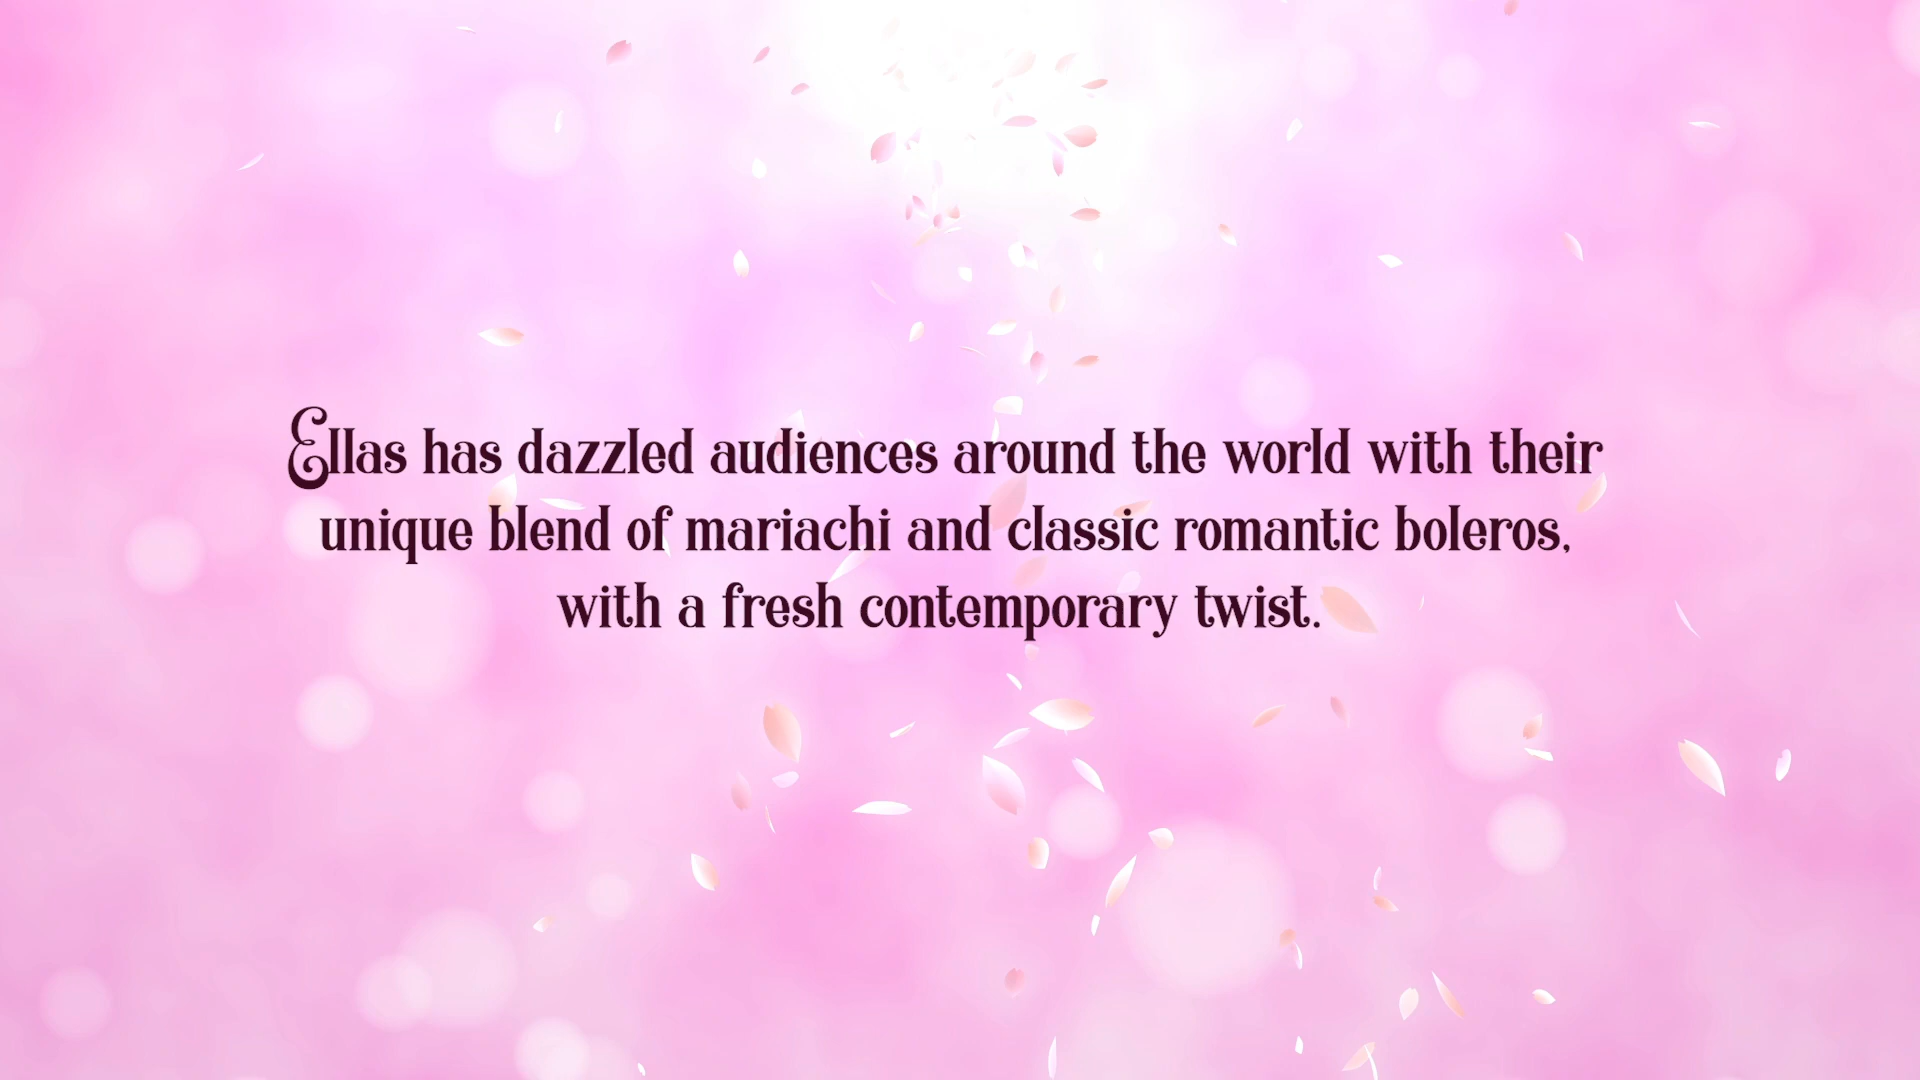 Ellas has dazzled audiences around the world with their
unique blend of mariachi and classic romantic boleros,
with a fresh contemporary twist.